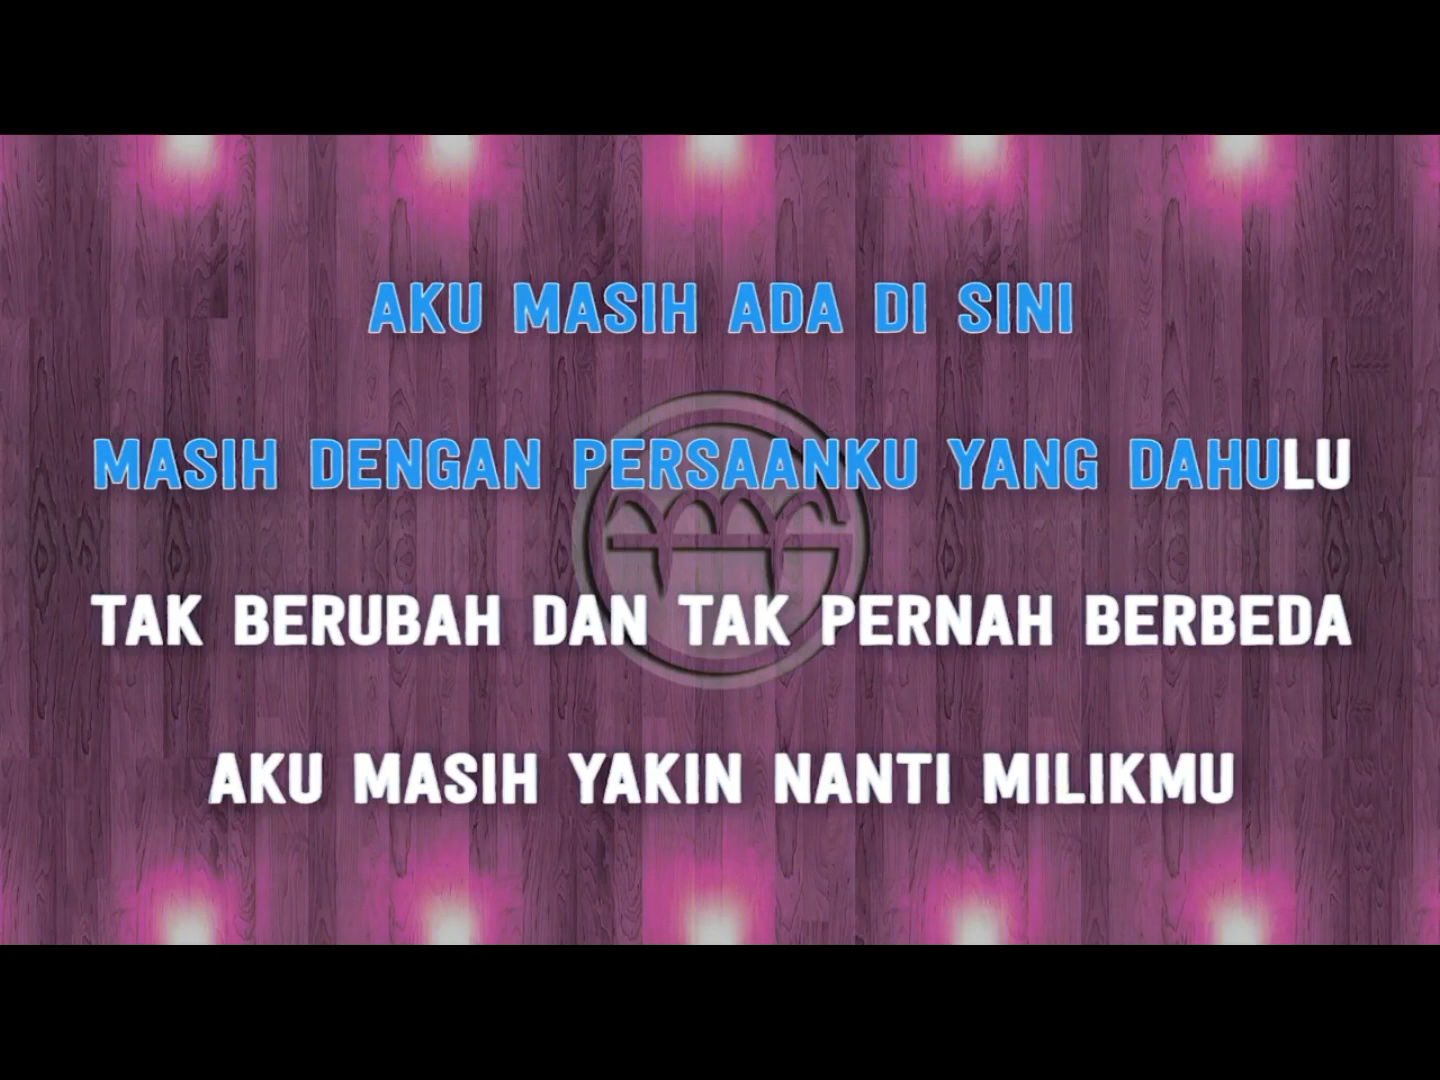 AKU MASIH ADA DI SINI
MASIH DENGAN PERSAANKU YANG DAHULU
TAK BERUBAH DAN TAK PERNAH BERBEDA
AKU MASIH YAKIN NANTI MILIKMU